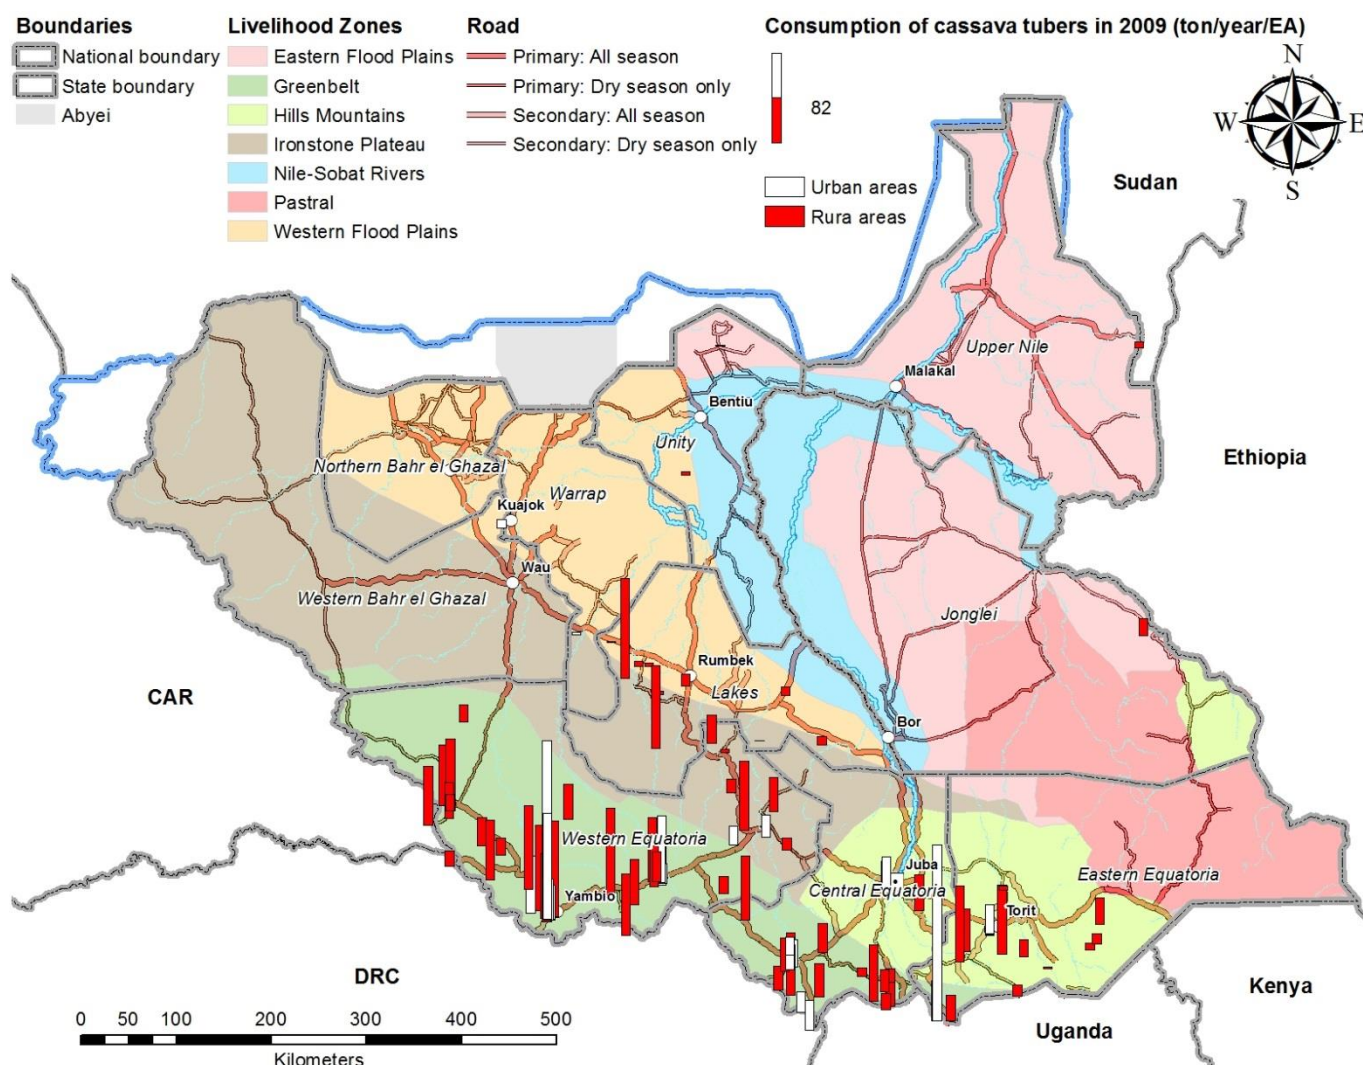 Boundaries
National boundary
State boundary
Abyei
Livelihood Zones
Eastern Flood Plains
Greenbelt
Hills Mountains
Ironstone Plateau
Nile-Sobat Rivers
Pastral
Western Flood Plains
Road
Primary: All season
Primary: Dry season only
Secondary: All season
Secondary: Dry season only
Consumption of cassava tubers in 2009 (ton/year/EA)
82
Urban areas
Rura areas
N
W
E
S
Sudan
Upper Nile
Malakal
Bentiu
Unity
Ethiopia
Northern Bahr el Ghazal
Warrap
Kuajok
Wau
Western Bahr el Ghazal
Jonglei
Rumbek
Lakes
CAR
Bor
Western Equatoria
Yambio
Juba
Central Equatoria
Eastern Equatoria
Torit
DRC
Kenya
Uganda
0 50 100 200 300 400 500
Kilometers